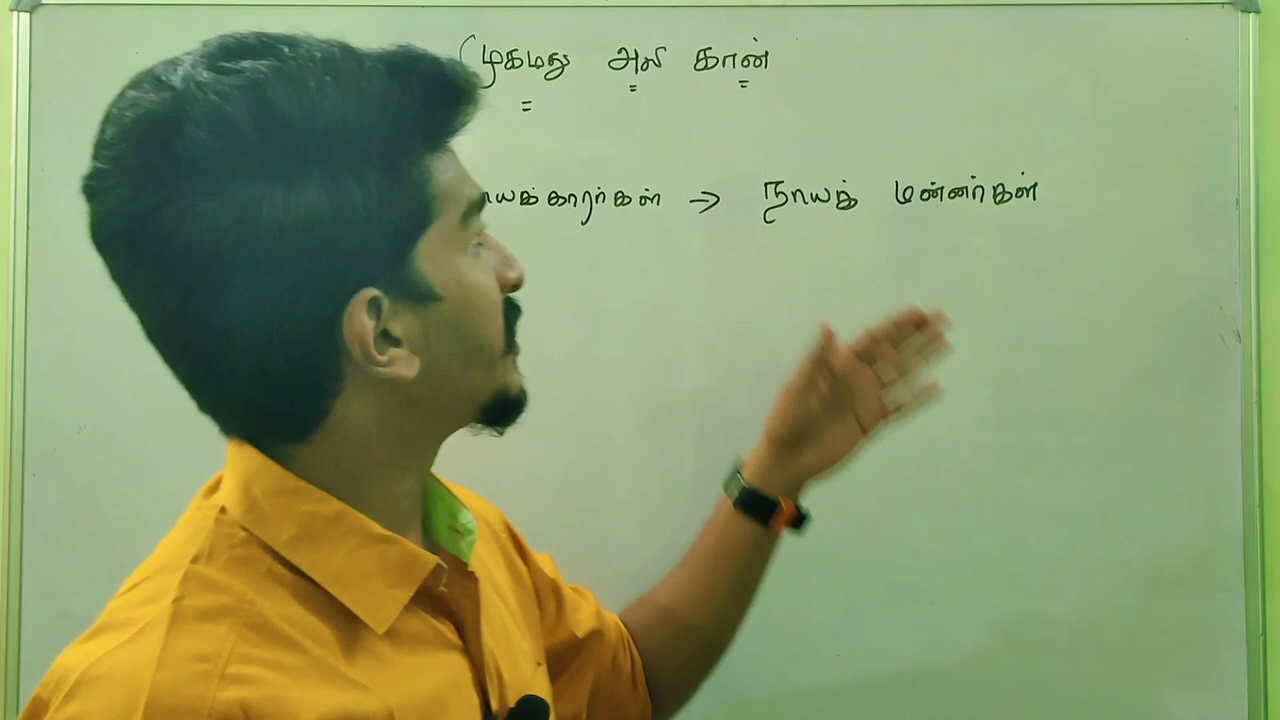 முகமது அலி கான்
யக்காரர்கள் → நாயக் மன்னர்கள்